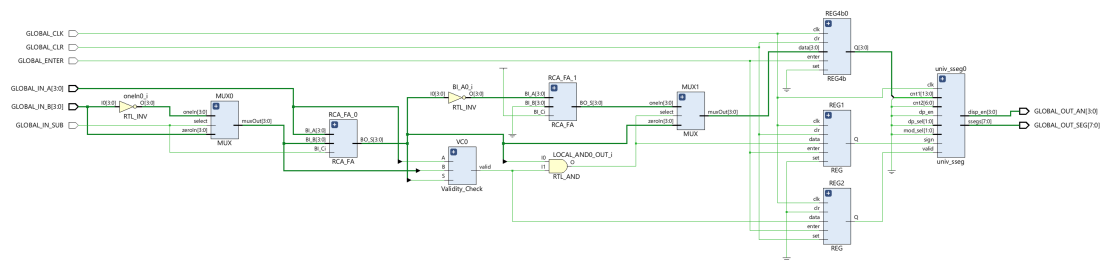 GLOBAL_CLK
GLOBAL_CLR
GLOBAL_ENTER
GLOBAL_IN_A[3:0]
GLOBAL_IN_B[3:0]
GLOBAL_IN_SUB
oneIn0_i
I0[3:0] O[3:0]
RTL_INV
MUX0
oneIn[3:0]
select
zeroIn[3:0]
muxOut[3:0]
MUX
RCA_FA_0
BI_A[3:0]
BI_B[3:0]
BI_Ci
BO_S[3:0]
RCA_FA
BI_A0_i
I0[3:0] O[3:0]
RTL_INV
VC0
A
B
S
valid
Validity_Check
RCA_FA_1
BI_A[3:0]
BI_B[3:0]
BI_Ci
BO_S[3:0]
RCA_FA
LOCAL_AND0_OUT_i
I0
I1
O
RTL_AND
MUX1
oneIn[3:0]
select
zeroIn[3:0]
muxOut[3:0]
MUX
REG4b0
clk
clr
data[3:0]
enter
set
Q[3:0]
REG4b
REG1
clk
clr
data
enter
set
Q
REG
REG2
clk
clr
data
enter
set
Q
REG
univ_sseg0
clk
cnt1[13:0]
cnt2[6:0]
dp_en
dp_sel[1:0]
mod_sel[1:0]
sign
valid
disp_en[3:0]
ssegs[7:0]
univ_sseg
GLOBAL_OUT_AN[3:0]
GLOBAL_OUT_SEG[7:0]